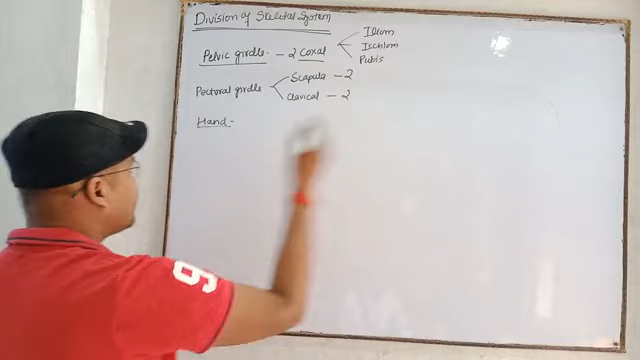 Division of Skeletal System
Pelvic girdle - 2 Coxal
Ilium
Ischium
Pubis
Pectoral girdle
Scapula - 2
Clavical - 2
Hand -
9